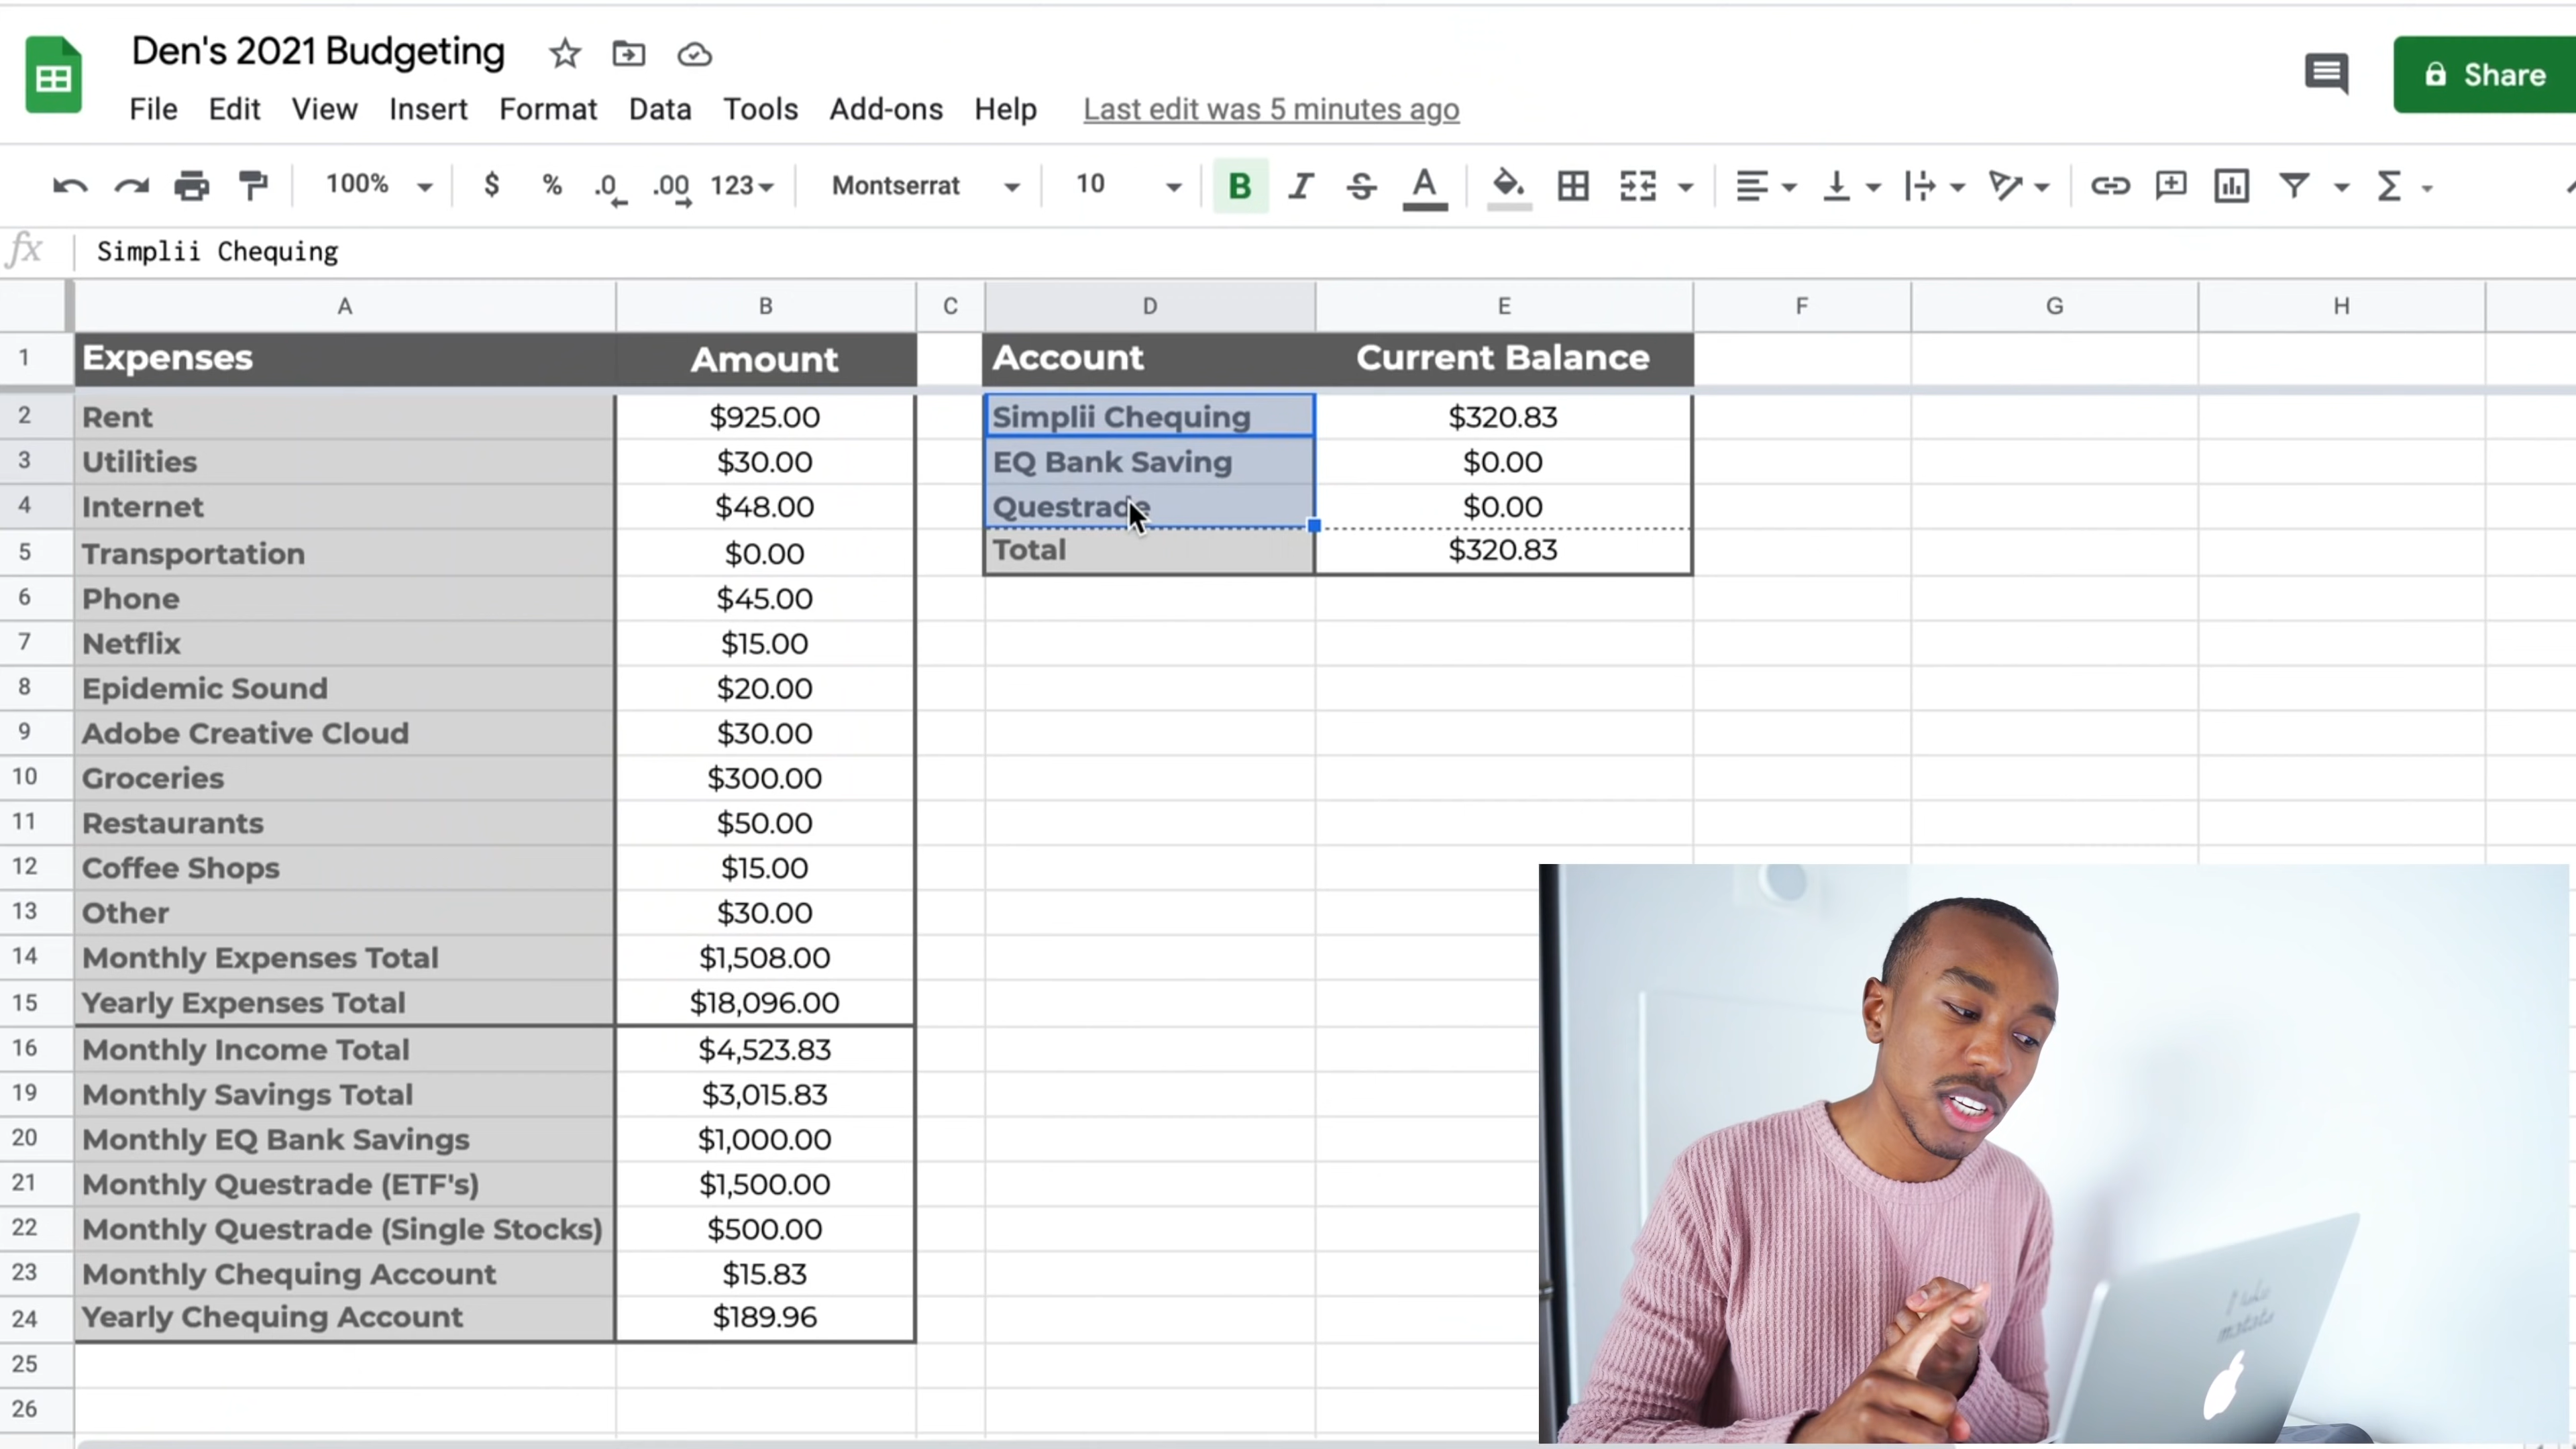 Den's 2021 Budgeting
File Edit View Insert Format Data Tools Add-ons Help Last edit was 5 minutes ago
Share
100% $ % .0 .00 123 Montserrat 10 B I S A
fx Simplii Chequing
A B C D E F G H
1 Expenses Amount Account Current Balance
2 Rent $925.00 Simplii Chequing $320.83
3 Utilities $30.00 EQ Bank Saving $0.00
4 Internet $48.00 Questrade $0.00
5 Transportation $0.00 Total $320.83
6 Phone $45.00
7 Netflix $15.00
8 Epidemic Sound $20.00
9 Adobe Creative Cloud $30.00
10 Groceries $300.00
11 Restaurants $50.00
12 Coffee Shops $15.00
13 Other $30.00
14 Monthly Expenses Total $1,508.00
15 Yearly Expenses Total $18,096.00
16 Monthly Income Total $4,523.83
19 Monthly Savings Total $3,015.83
20 Monthly EQ Bank Savings $1,000.00
21 Monthly Questrade (ETF's) $1,500.00
22 Monthly Questrade (Single Stocks) $500.00
23 Monthly Chequing Account $15.83
24 Yearly Chequing Account $189.96
25
26